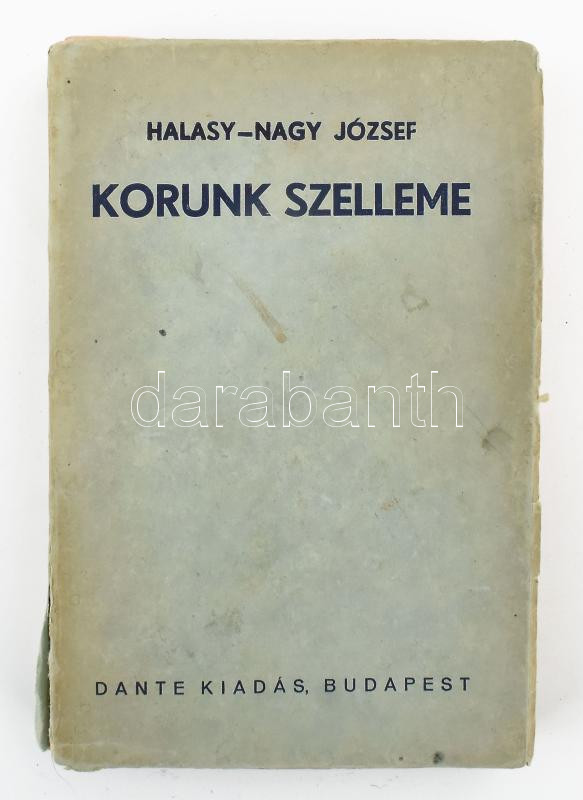 HALASY–NAGY JÓZSEF
KORUNK SZELLEME
darabanth
DANTE KIADÁS, BUDAPEST